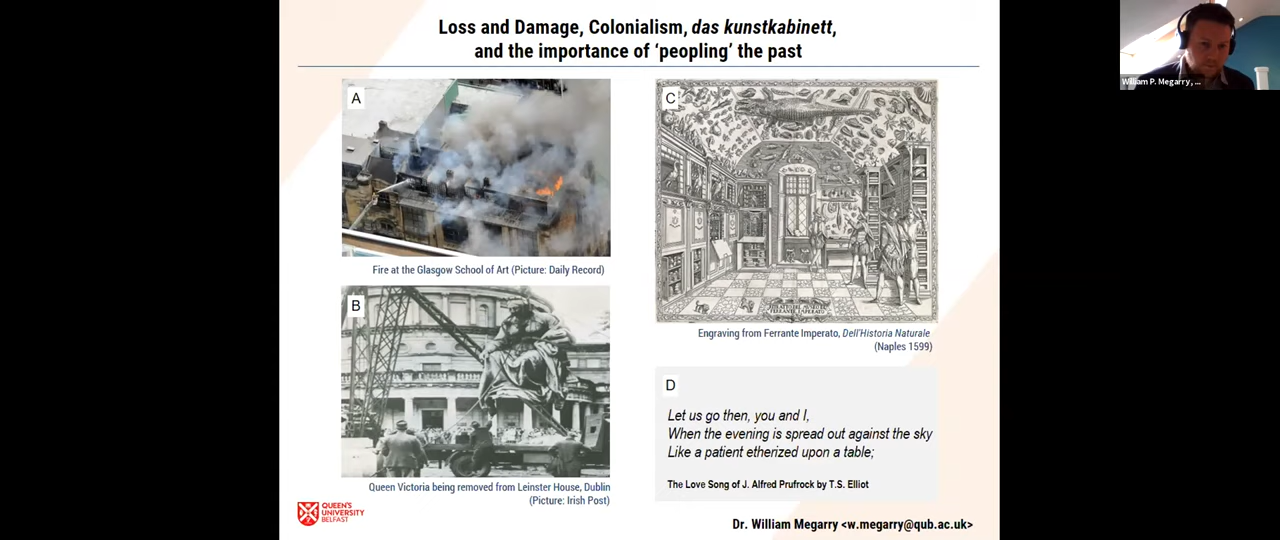 Loss and Damage, Colonialism, das kunstkabinett,
and the importance of ‘peopling’ the past
A
Fire at the Glasgow School of Art (Picture: Daily Record)
B
Queen Victoria being removed from Leinster House, Dublin
(Picture: Irish Post)
C
Engraving from Ferrante Imperato, Dell'Historia Naturale
(Naples 1599)
D
Let us go then, you and I,
When the evening is spread out against the sky
Like a patient etherized upon a table;
The Love Song of J. Alfred Prufrock by T.S. Elliot
QUEEN'S
UNIVERSITY
BELFAST
Dr. William Megarry <w.megarry@qub.ac.uk>
William P. Megarry, ...